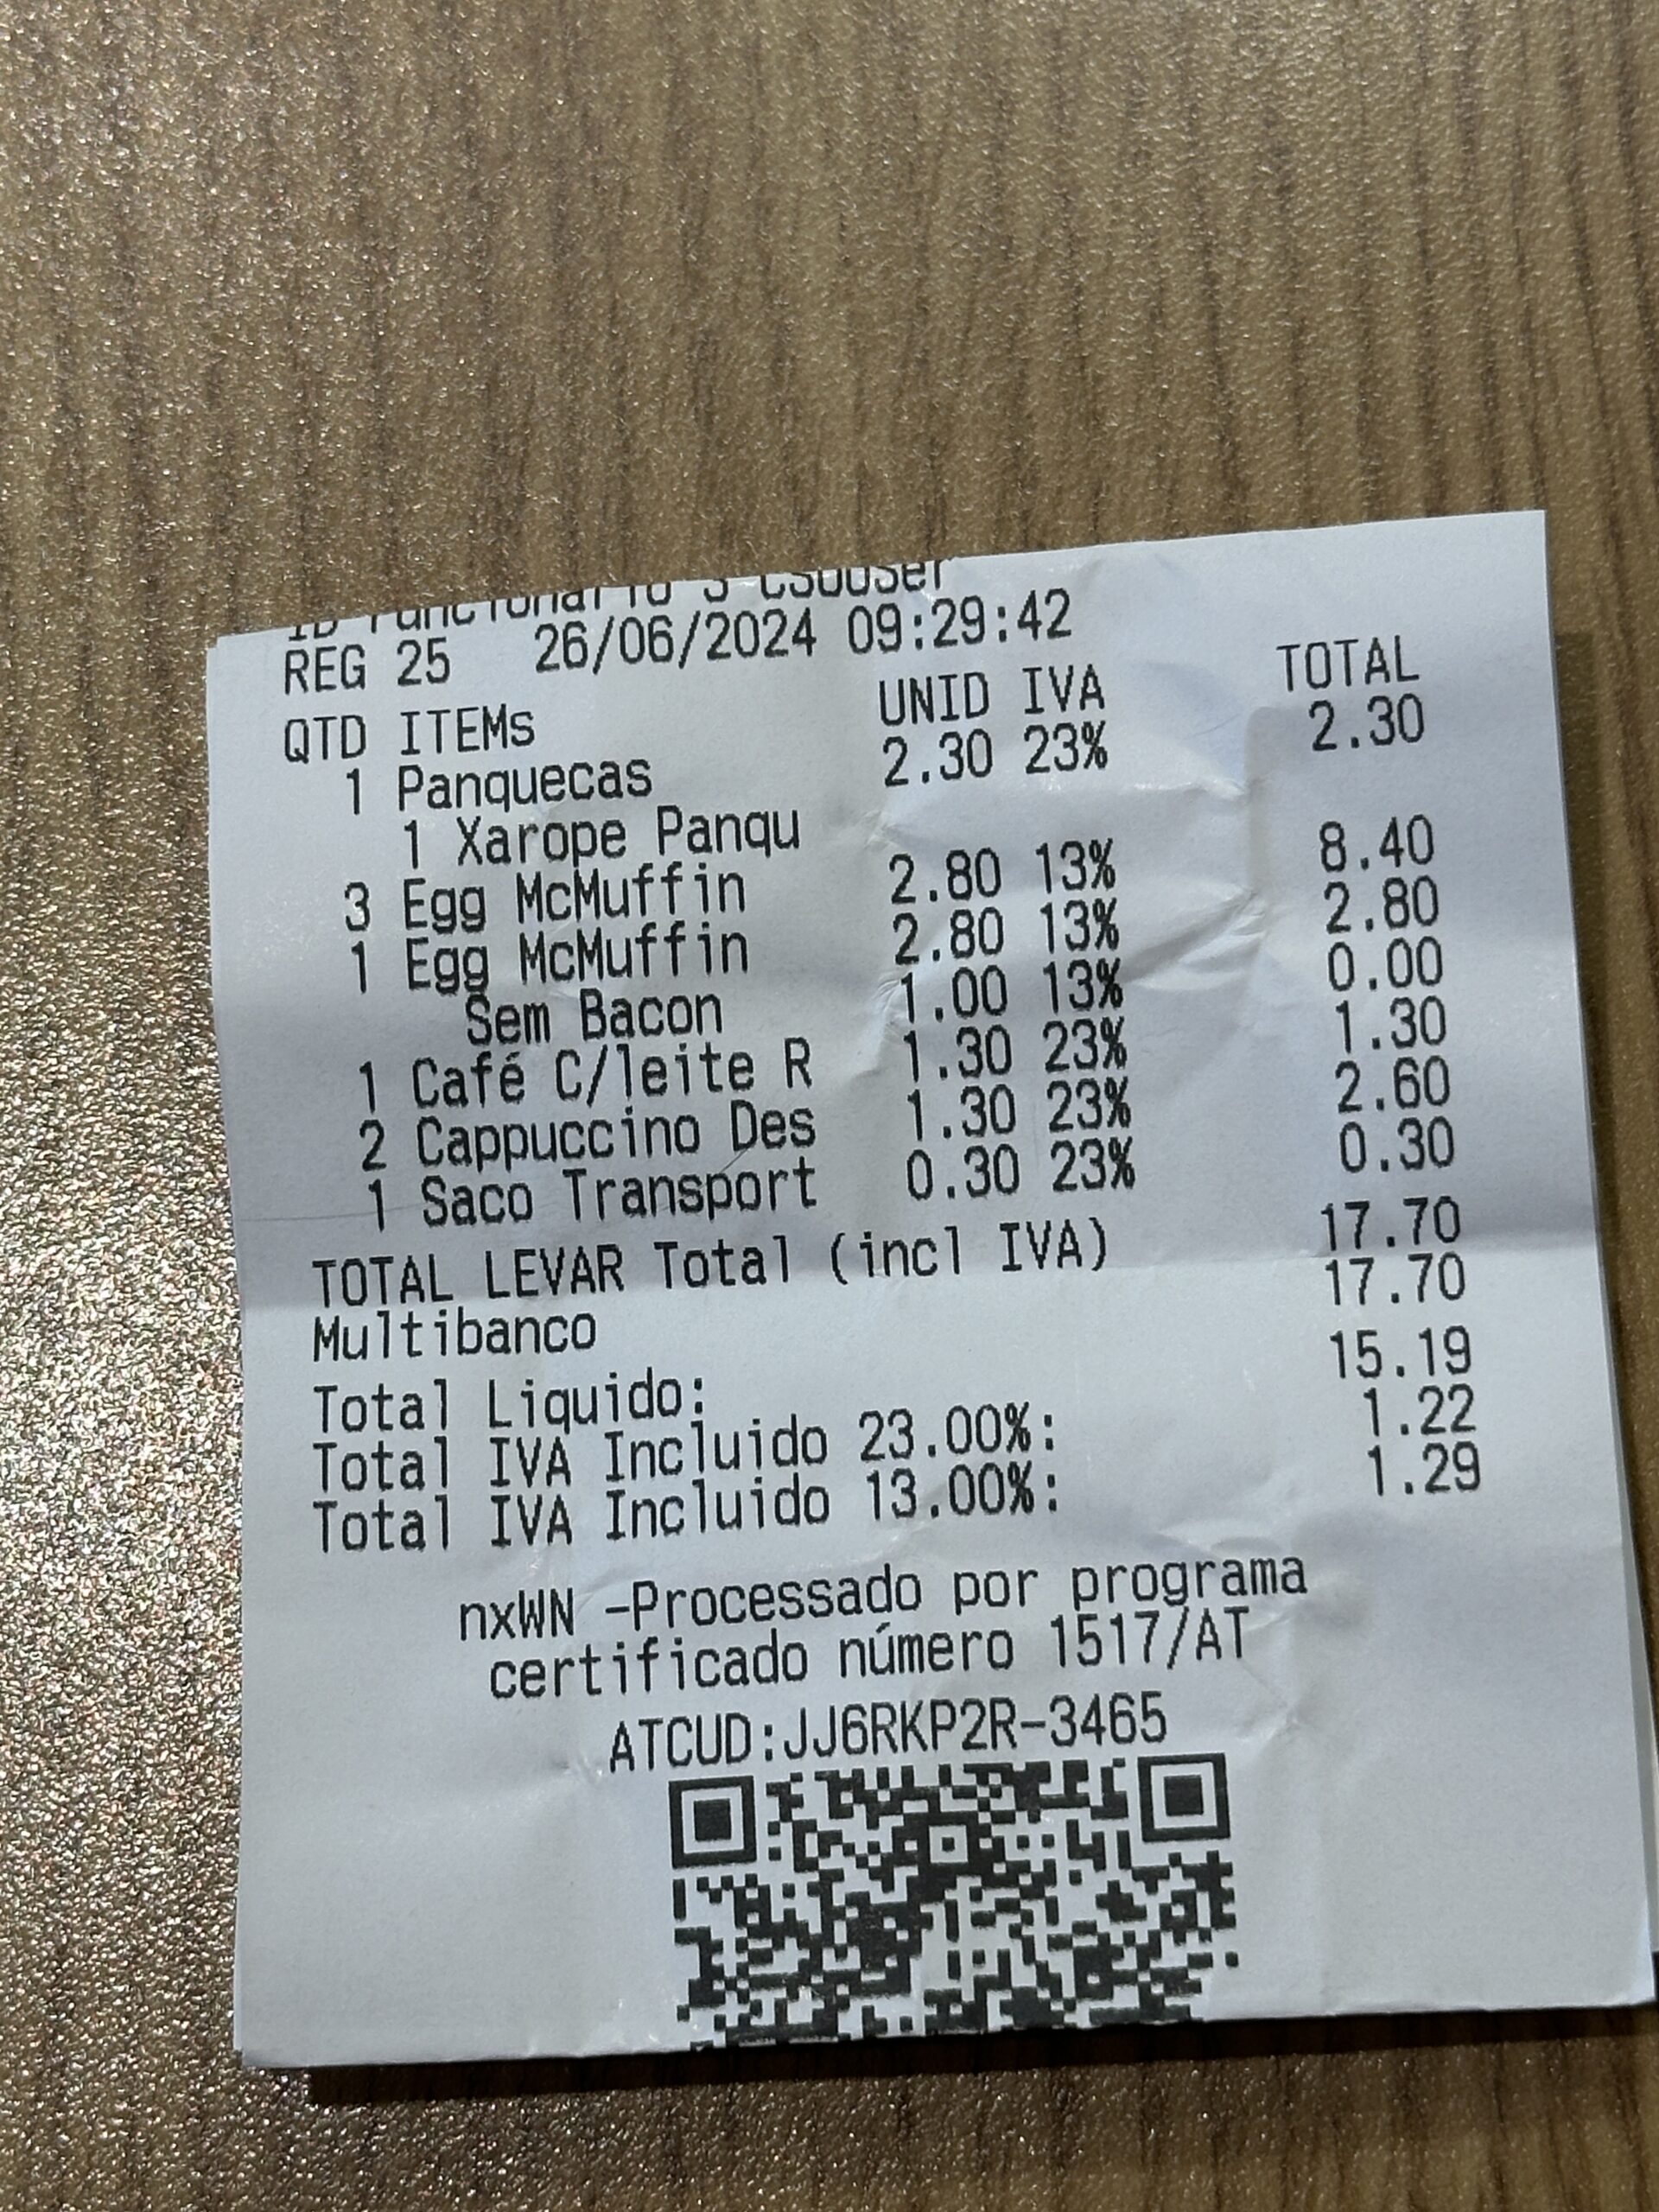 ID Funcionario 3 CSOUser
REG 25 26/06/2024 09:29:42
QTD ITEMs UNID IVA TOTAL
1 Panquecas 2.30 23% 2.30
1 Xarope Panqu
3 Egg McMuffin 2.80 13% 8.40
1 Egg McMuffin 2.80 13% 2.80
Sem Bacon 1.00 13% 0.00
1 Café C/leite R 1.30 23% 1.30
2 Cappuccino Des 1.30 23% 2.60
1 Saco Transport 0.30 23% 0.30
TOTAL LEVAR Total (incl IVA) 17.70
Multibanco 17.70
Total Liquido: 15.19
Total IVA Incluido 23.00%: 1.22
Total IVA Incluido 13.00%: 1.29
nxWN -Processado por programa
certificado número 1517/AT
ATCUD:JJ6RKP2R-3465